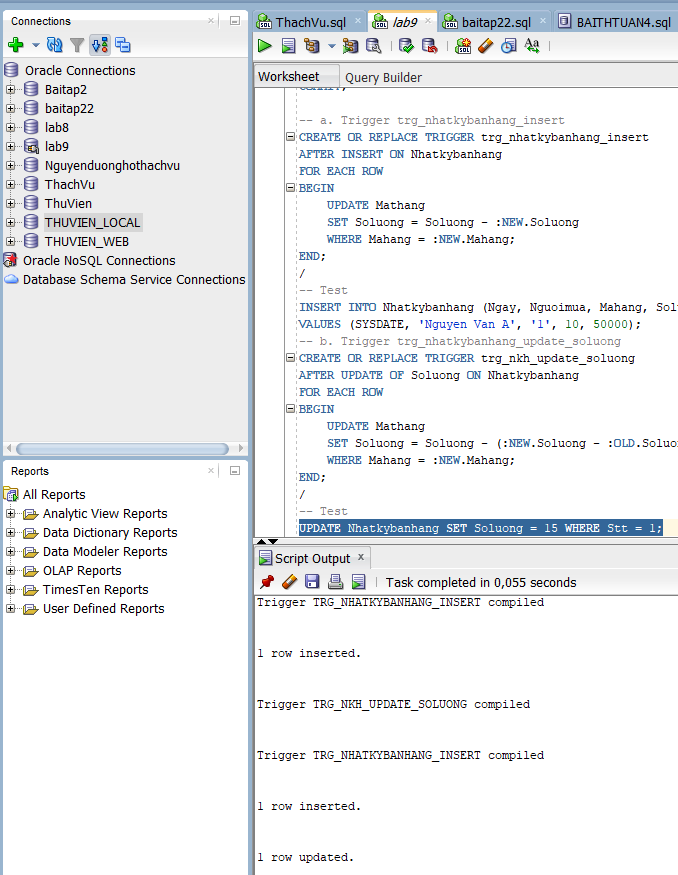 Connections
Oracle Connections
Baitap2
baitap22
lab8
lab9
Nguyenduonghothachvu
ThachVu
ThuVien
THUVIEN_LOCAL
THUVIEN_WEB
Oracle NoSQL Connections
Database Schema Service Connections
Reports
All Reports
Analytic View Reports
Data Dictionary Reports
Data Modeler Reports
OLAP Reports
TimesTen Reports
User Defined Reports
ThachVu.sql
lab9
baitap22.sql
BAITHTUAN4.sql
Worksheet
Query Builder
-- a. Trigger trg_nhatkybanhang_insert
CREATE OR REPLACE TRIGGER trg_nhatkybanhang_insert
AFTER INSERT ON Nhatkybanhang
FOR EACH ROW
BEGIN
UPDATE Mathang
SET Soluong = Soluong - :NEW.Soluong
WHERE Mahang = :NEW.Mahang;
END;
/
-- Test
INSERT INTO Nhatkybanhang (Ngay, Nguoimua, Mahang, Sol
VALUES (SYSDATE, 'Nguyen Van A', '1', 10, 50000);
-- b. Trigger trg_nhatkybanhang_update_soluong
CREATE OR REPLACE TRIGGER trg_nkh_update_soluong
AFTER UPDATE OF Soluong ON Nhatkybanhang
FOR EACH ROW
BEGIN
UPDATE Mathang
SET Soluong = Soluong - (:NEW.Soluong - :OLD.Soluo
WHERE Mahang = :NEW.Mahang;
END;
/
-- Test
UPDATE Nhatkybanhang SET Soluong = 15 WHERE Stt = 1;
Script Output
Task completed in 0,055 seconds
Trigger TRG_NHATKYBANHANG_INSERT compiled
1 row inserted.
Trigger TRG_NKH_UPDATE_SOLUONG compiled
Trigger TRG_NHATKYBANHANG_INSERT compiled
1 row inserted.
1 row updated.